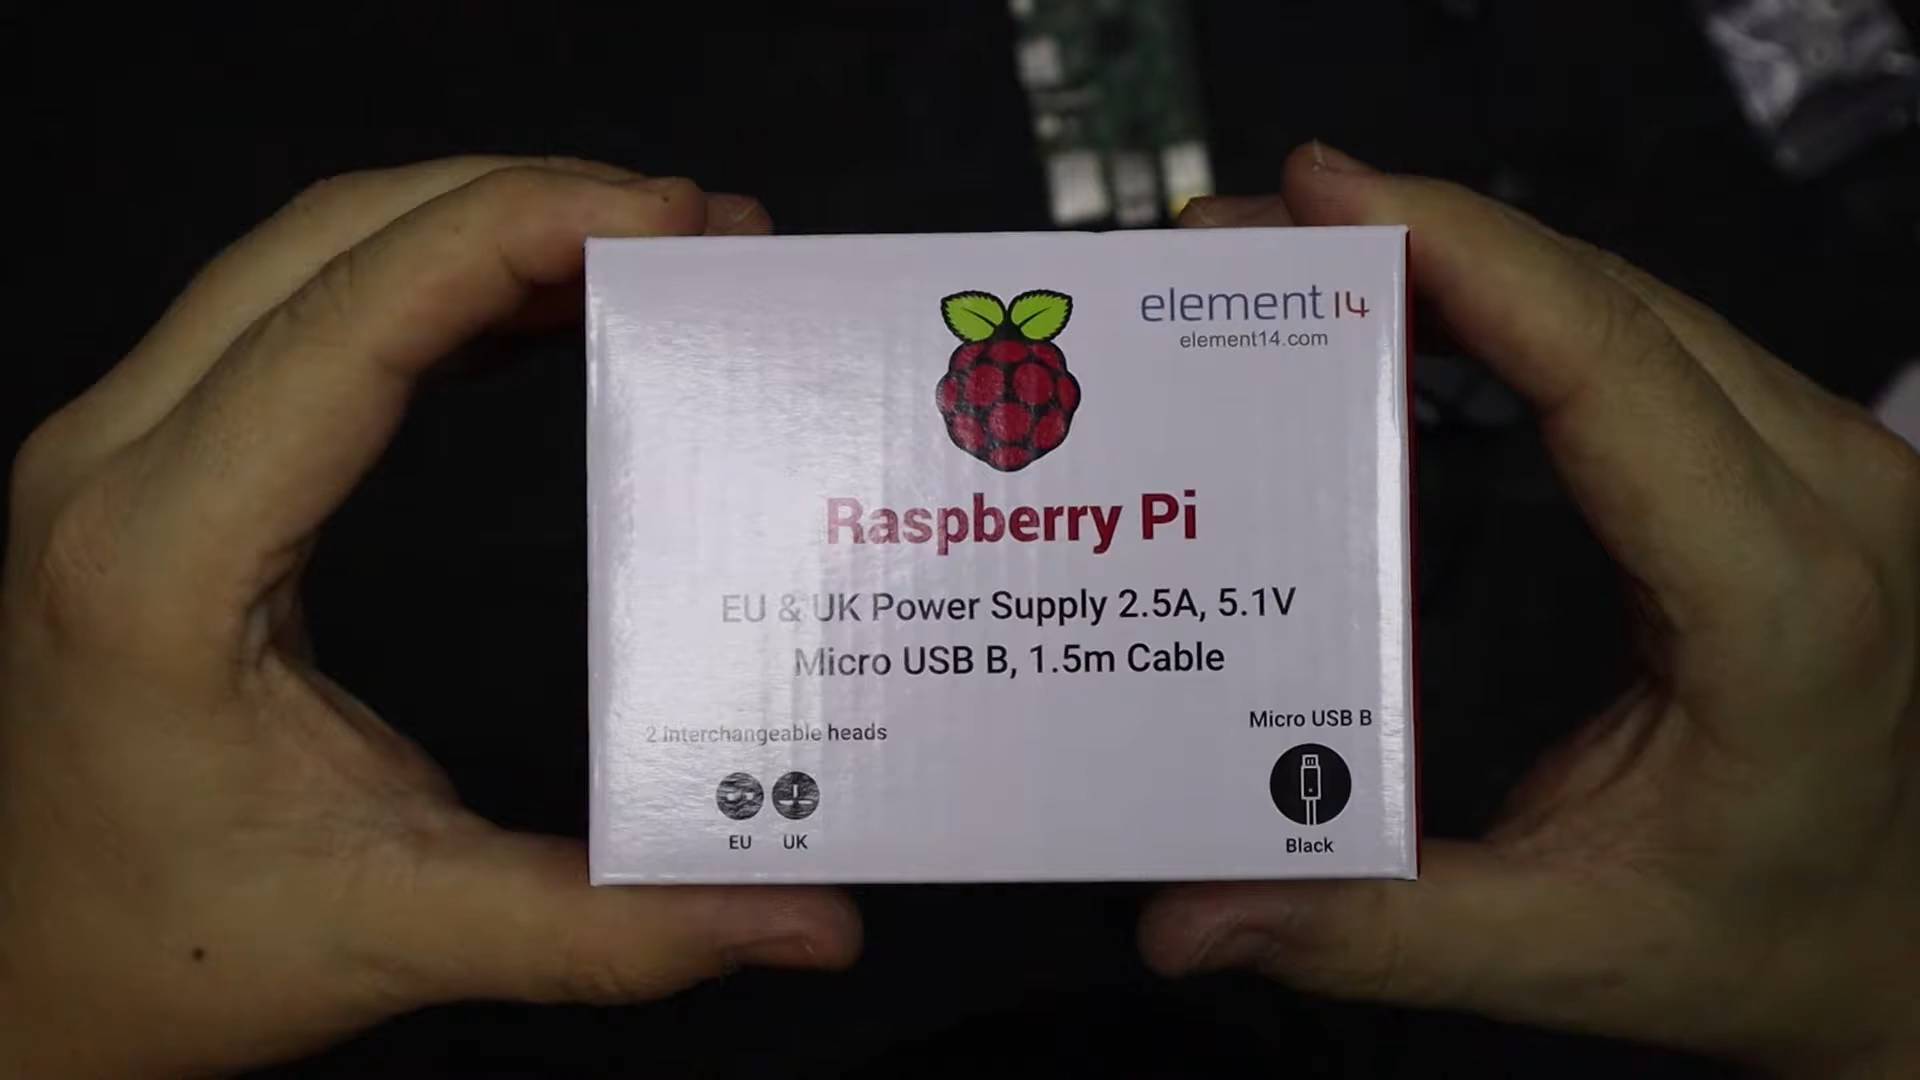 element14
element14.com
Raspberry Pi
EU & UK Power Supply 2.5A, 5.1V
Micro USB B, 1.5m Cable
2 interchangeable heads
EU UK
Micro USB B
Black